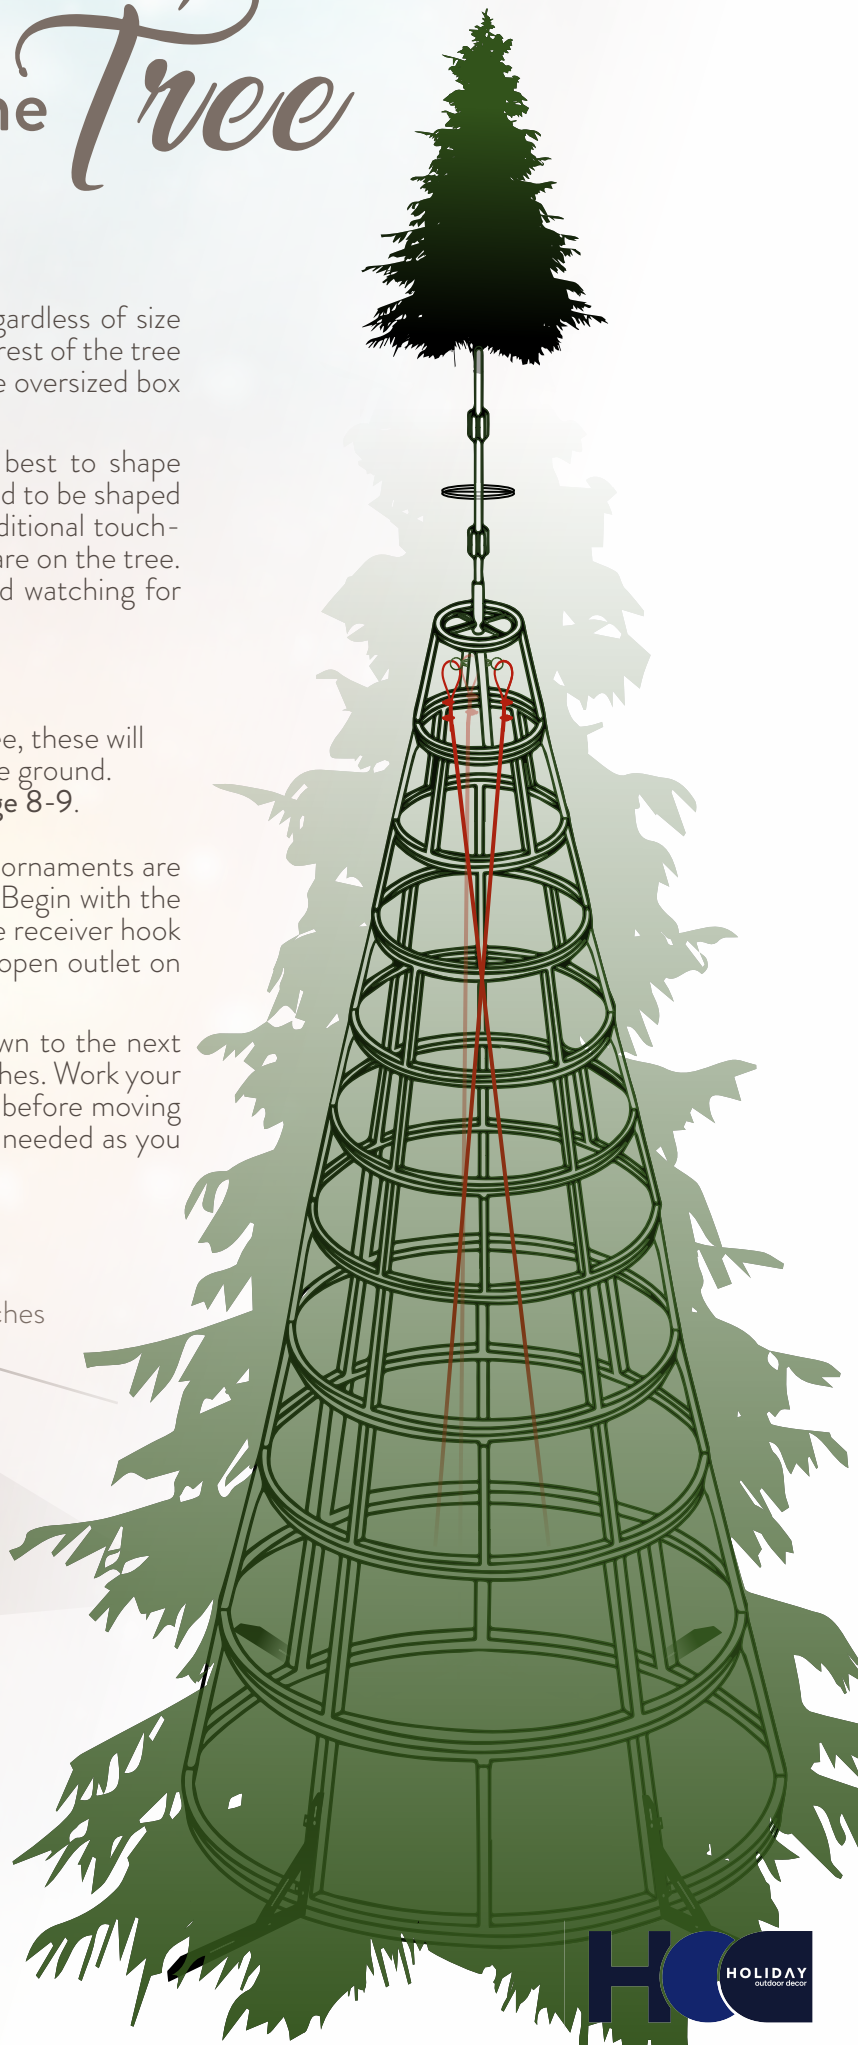 Tree
gardless of size
rest of the tree
oversized box
best to shape
d to be shaped
ditional touch-
are on the tree.
d watching for
e, these will
e ground.
ge 8-9.
ornaments are
Begin with the
e receiver hook
open outlet on
wn to the next
hes. Work your
before moving
needed as you
ches
HOLIDAY
outdoor decor